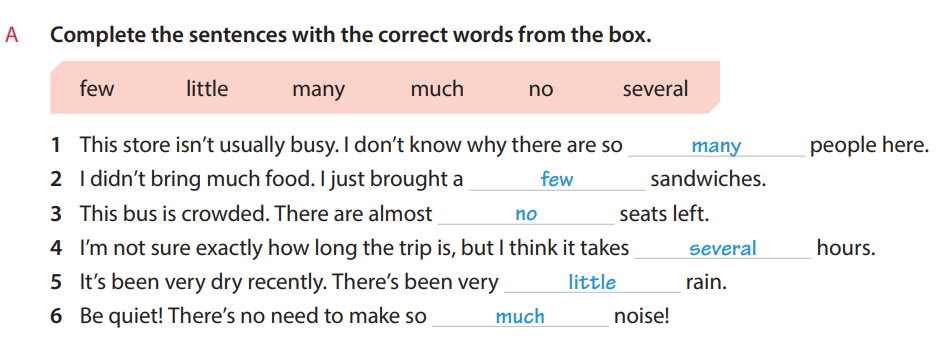 A Complete the sentences with the correct words from the box.
few little many much no several
1 This store isn't usually busy. I don't know why there are so many people here.
2 I didn't bring much food. I just brought a few sandwiches.
3 This bus is crowded. There are almost no seats left.
4 I'm not sure exactly how long the trip is, but I think it takes several hours.
5 It's been very dry recently. There's been very little rain.
6 Be quiet! There's no need to make so much noise!